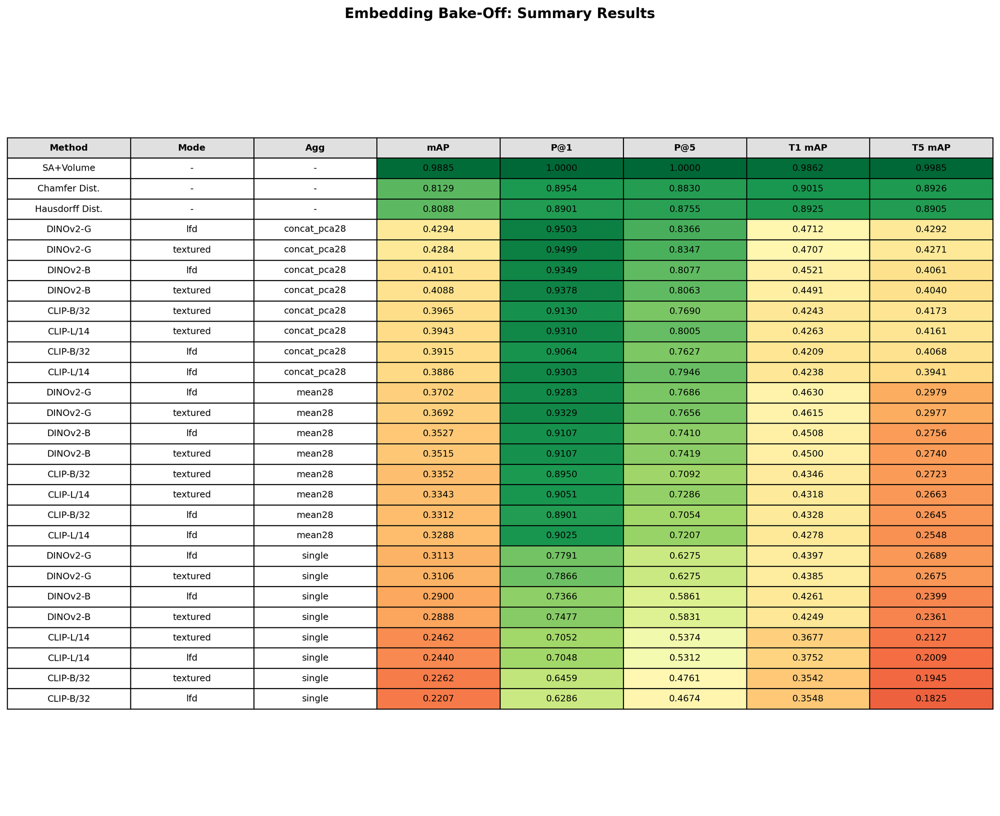 Embedding Bake-Off: Summary Results
Method Mode Agg mAP P@1 P@5 T1 mAP T5 mAP
SA+Volume - - 0.9885 1.0000 1.0000 0.9862 0.9985
Chamfer Dist. - - 0.8129 0.8954 0.8830 0.9015 0.8926
Hausdorff Dist. - - 0.8088 0.8901 0.8755 0.8925 0.8905
DINOv2-G lfd concat_pca28 0.4294 0.9503 0.8366 0.4712 0.4292
DINOv2-G textured concat_pca28 0.4284 0.9499 0.8347 0.4707 0.4271
DINOv2-B lfd concat_pca28 0.4101 0.9349 0.8077 0.4521 0.4061
DINOv2-B textured concat_pca28 0.4088 0.9378 0.8063 0.4491 0.4040
CLIP-B/32 textured concat_pca28 0.3965 0.9130 0.7690 0.4243 0.4173
CLIP-L/14 textured concat_pca28 0.3943 0.9310 0.8005 0.4263 0.4161
CLIP-B/32 lfd concat_pca28 0.3915 0.9064 0.7627 0.4209 0.4068
CLIP-L/14 lfd concat_pca28 0.3886 0.9303 0.7946 0.4238 0.3941
DINOv2-G lfd mean28 0.3702 0.9283 0.7686 0.4630 0.2979
DINOv2-G textured mean28 0.3692 0.9329 0.7656 0.4615 0.2977
DINOv2-B lfd mean28 0.3527 0.9107 0.7410 0.4508 0.2756
DINOv2-B textured mean28 0.3515 0.9107 0.7419 0.4500 0.2740
CLIP-B/32 textured mean28 0.3352 0.8950 0.7092 0.4346 0.2723
CLIP-L/14 textured mean28 0.3343 0.9051 0.7286 0.4318 0.2663
CLIP-B/32 lfd mean28 0.3312 0.8901 0.7054 0.4328 0.2645
CLIP-L/14 lfd mean28 0.3288 0.9025 0.7207 0.4278 0.2548
DINOv2-G lfd single 0.3113 0.7791 0.6275 0.4397 0.2689
DINOv2-G textured single 0.3106 0.7866 0.6275 0.4385 0.2675
DINOv2-B lfd single 0.2900 0.7366 0.5861 0.4261 0.2399
DINOv2-B textured single 0.2888 0.7477 0.5831 0.4249 0.2361
CLIP-L/14 textured single 0.2462 0.7052 0.5374 0.3677 0.2127
CLIP-L/14 lfd single 0.2440 0.7048 0.5312 0.3752 0.2009
CLIP-B/32 textured single 0.2262 0.6459 0.4761 0.3542 0.1945
CLIP-B/32 lfd single 0.2207 0.6286 0.4674 0.3548 0.1825